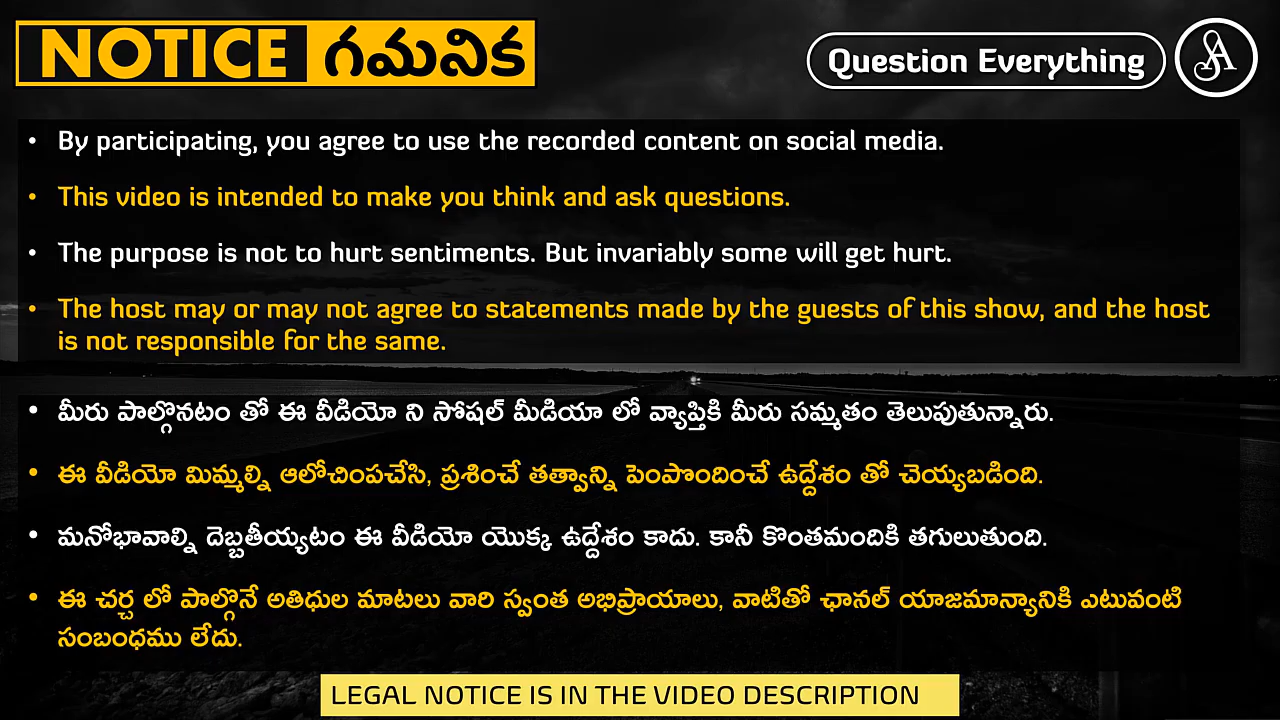 NOTICE గమనిక
Question Everything
• By participating, you agree to use the recorded content on social media.
• This video is intended to make you think and ask questions.
• The purpose is not to hurt sentiments. But invariably some will get hurt.
• The host may or may not agree to statements made by the guests of this show, and the host
is not responsible for the same.
• మీరు పాల్గొనటం తో ఈ వీడియో ని సోషల్ మీడియా లో వ్యాప్తికి మీరు సమ్మతం తెలుపుతున్నారు.
• ఈ వీడియో మిమ్మల్ని ఆలోచింపచేసి, ప్రశించే తత్వాన్ని పెంపొందించే ఉద్దేశం తో చెయ్యబడింది.
• మనోభావాల్ని దెబ్బతీయ్యటం ఈ వీడియో యొక్క ఉద్దేశం కాదు. కానీ కొంతమందికి తగులుతుంది.
• ఈ చర్చ లో పాల్గొనే అతిధుల మాటలు వారి స్వంత అభిప్రాయాలు, వాటితో ఛానల్ యాజమాన్యానికి ఎటువంటి
సంబంధము లేదు.
LEGAL NOTICE IS IN THE VIDEO DESCRIPTION